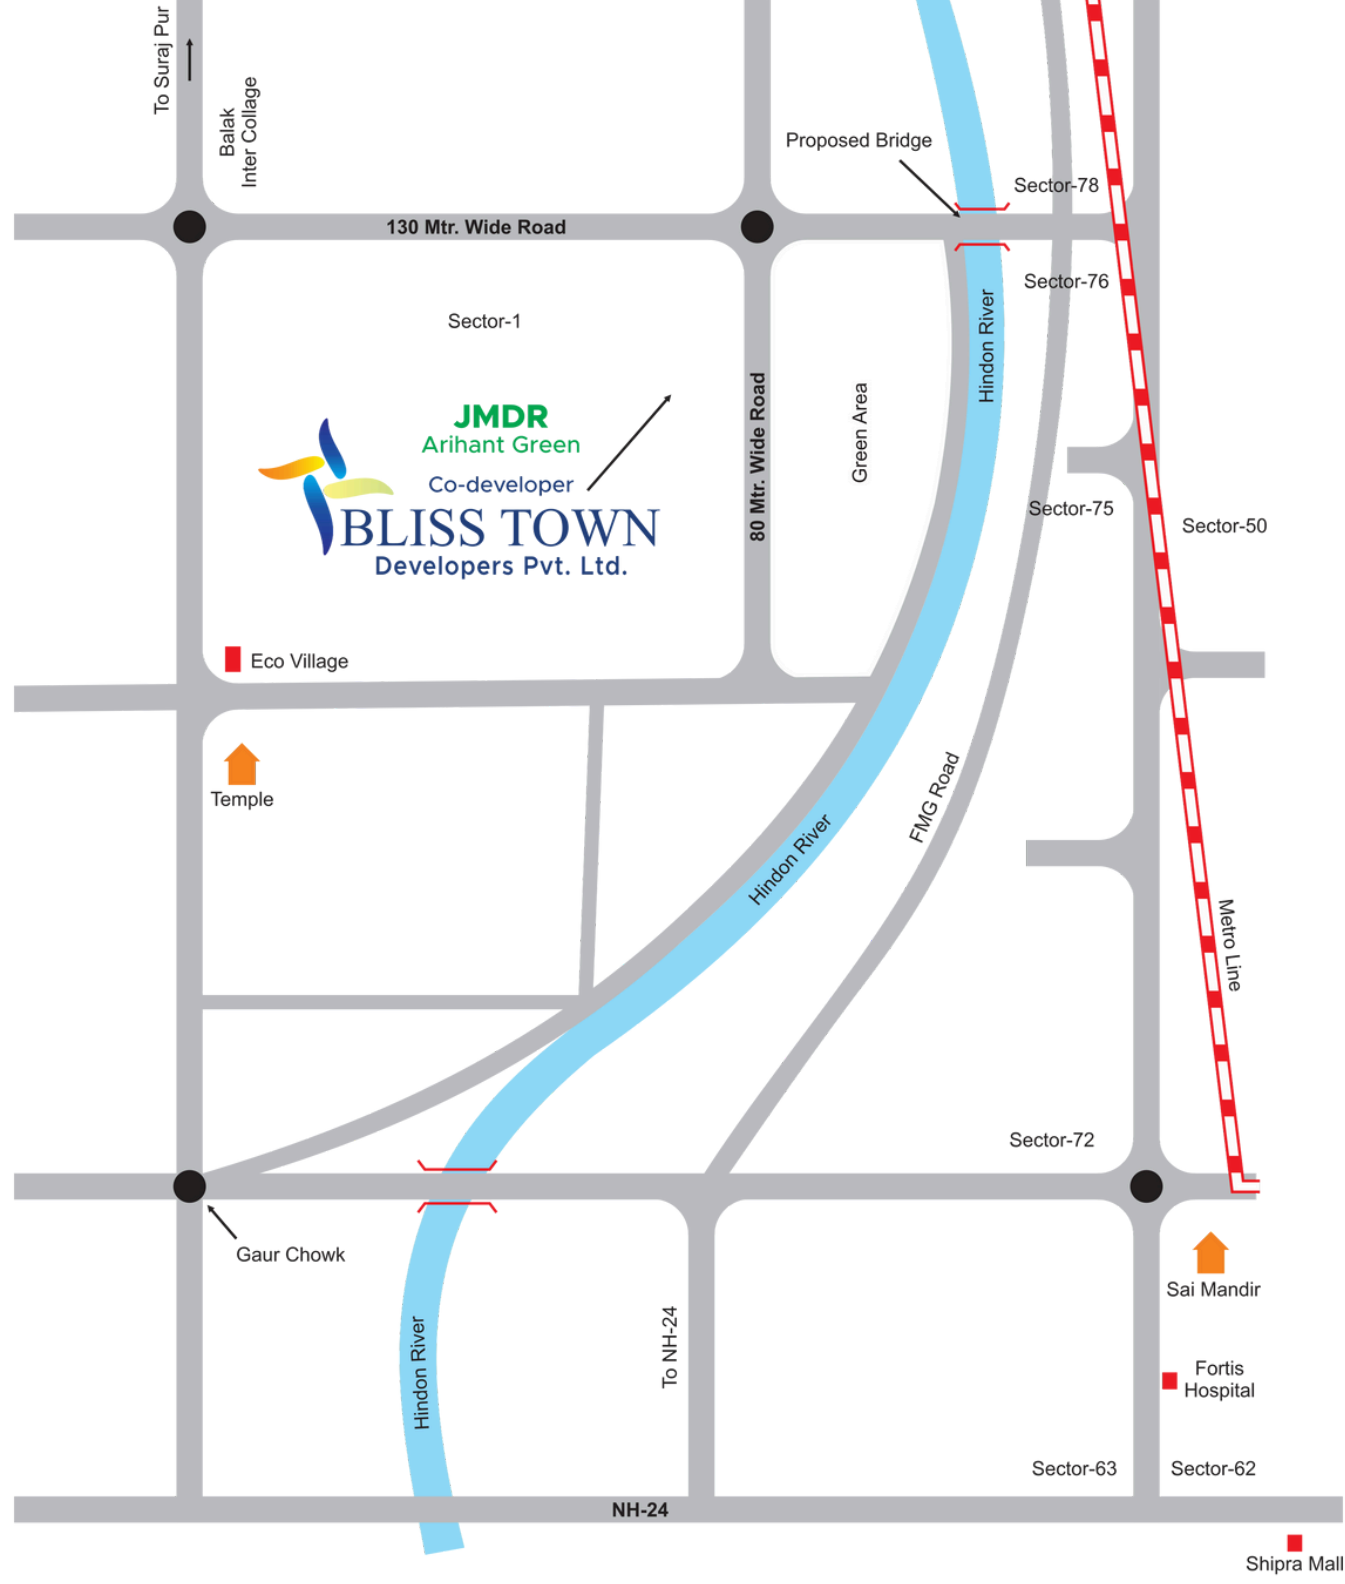 To Suraj Pur
Balak
Inter Collage
Proposed Bridge
Sector-78
130 Mtr. Wide Road
Sector-76
Sector-1
Hindon River
80 Mtr. Wide Road
Green Area
JMDR
Arihant Green
Co-developer
BLISS TOWN
Developers Pvt. Ltd.
Sector-75
Sector-50
Eco Village
Temple
FMG Road
Hindon River
Metro Line
Sector-72
Gaur Chowk
Sai Mandir
Hindon River
To NH-24
Fortis
Hospital
Sector-63
Sector-62
NH-24
Shipra Mall